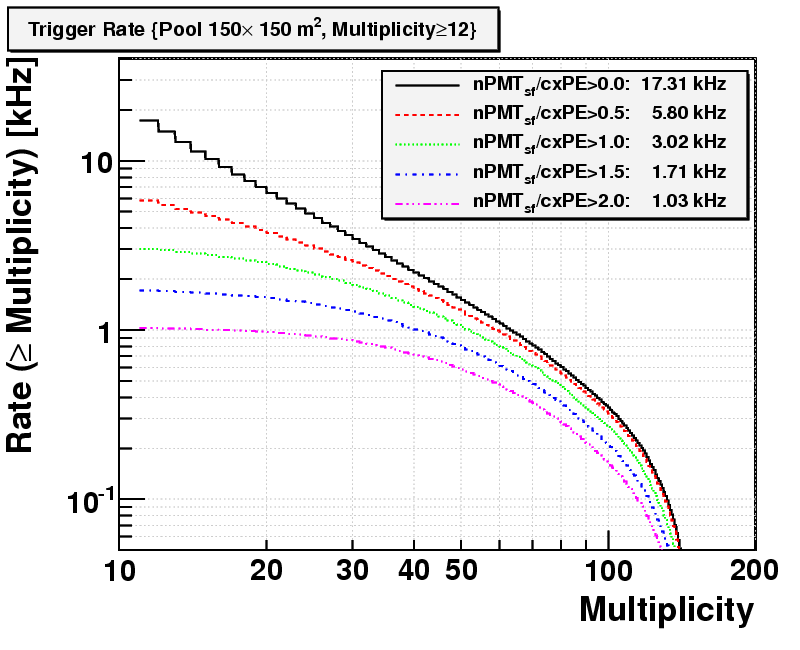 Trigger Rate {Pool 150× 150 m², Multiplicity≥12}
Rate (≥ Multiplicity) [kHz]
nPMTsf/cxPE>0.0: 17.31 kHz
nPMTsf/cxPE>0.5: 5.80 kHz
nPMTsf/cxPE>1.0: 3.02 kHz
nPMTsf/cxPE>1.5: 1.71 kHz
nPMTsf/cxPE>2.0: 1.03 kHz
10
1
10⁻¹
10 20 30 40 50 100 200
Multiplicity